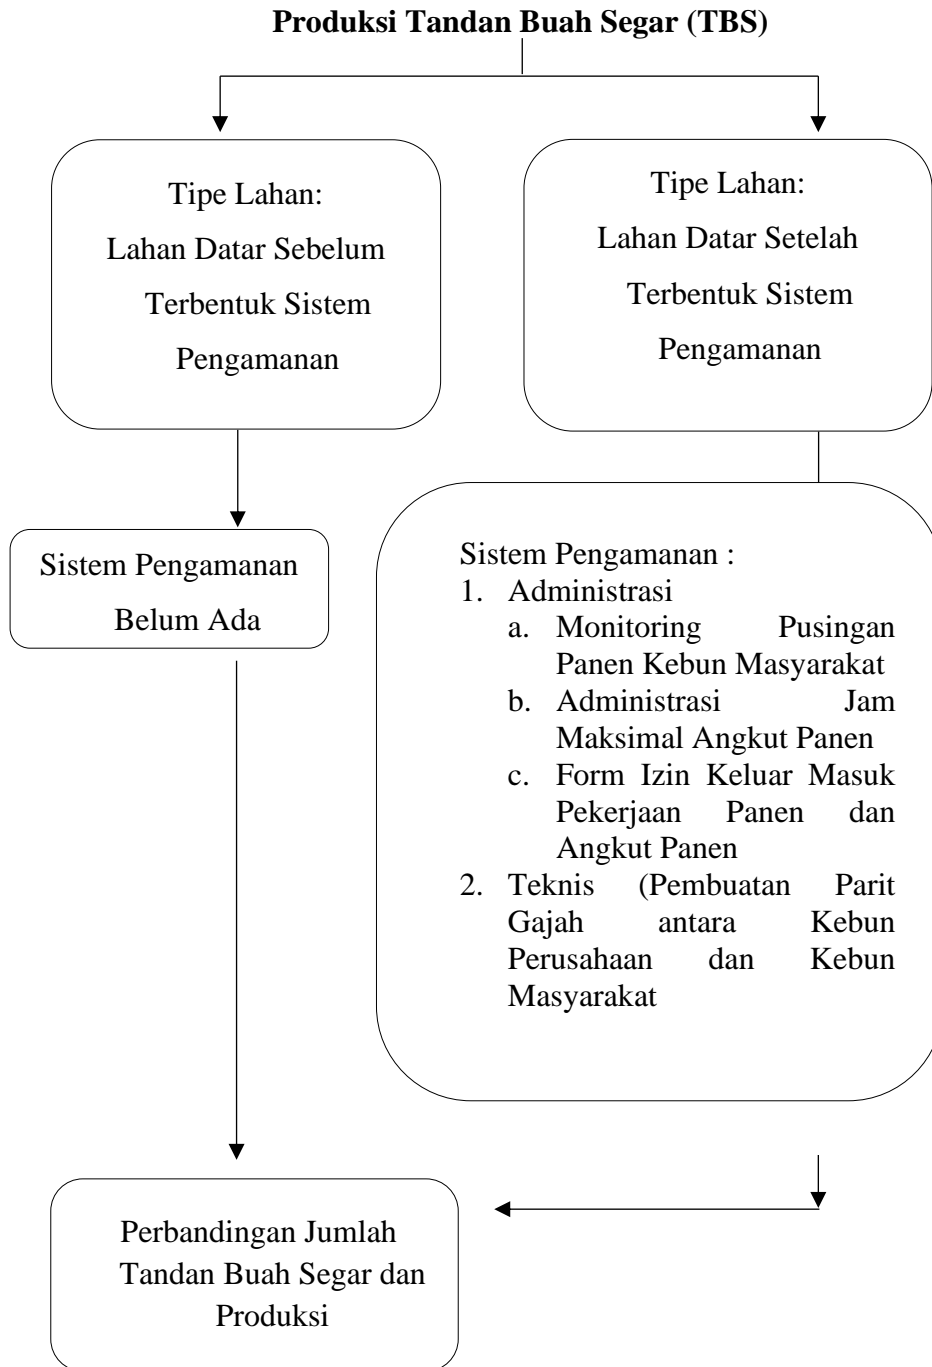 Produksi Tandan Buah Segar (TBS)
Tipe Lahan:
Lahan Datar Sebelum
Terbentuk Sistem
Pengamanan
Tipe Lahan:
Lahan Datar Setelah
Terbentuk Sistem
Pengamanan
Sistem Pengamanan
Belum Ada
Sistem Pengamanan :
1. Administrasi
a. Monitoring Pusingan
Panen Kebun Masyarakat
b. Administrasi Jam
Maksimal Angkut Panen
c. Form Izin Keluar Masuk
Pekerjaan Panen dan
Angkut Panen
2. Teknis (Pembuatan Parit
Gajah antara Kebun
Perusahaan dan Kebun
Masyarakat
Perbandingan Jumlah
Tandan Buah Segar dan
Produksi